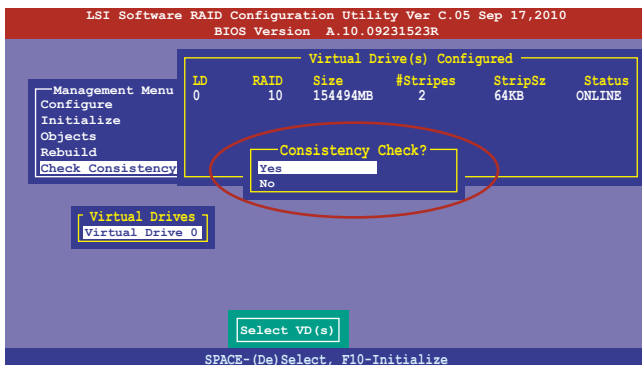 LSI Software RAID Configuration Utility Ver C.05 Sep 17,2010
BIOS Version A.10.09231523R
Virtual Drive(s) Configured
LD RAID Size #Stripes StripSz Status
0 10 154494MB 2 64KB ONLINE
Management Menu
Configure
Initialize
Objects
Rebuild
Check Consistency
Consistency Check?
Yes
No
Virtual Drives
Virtual Drive 0
Select VD(s)
SPACE-(De)Select, F10-Initialize